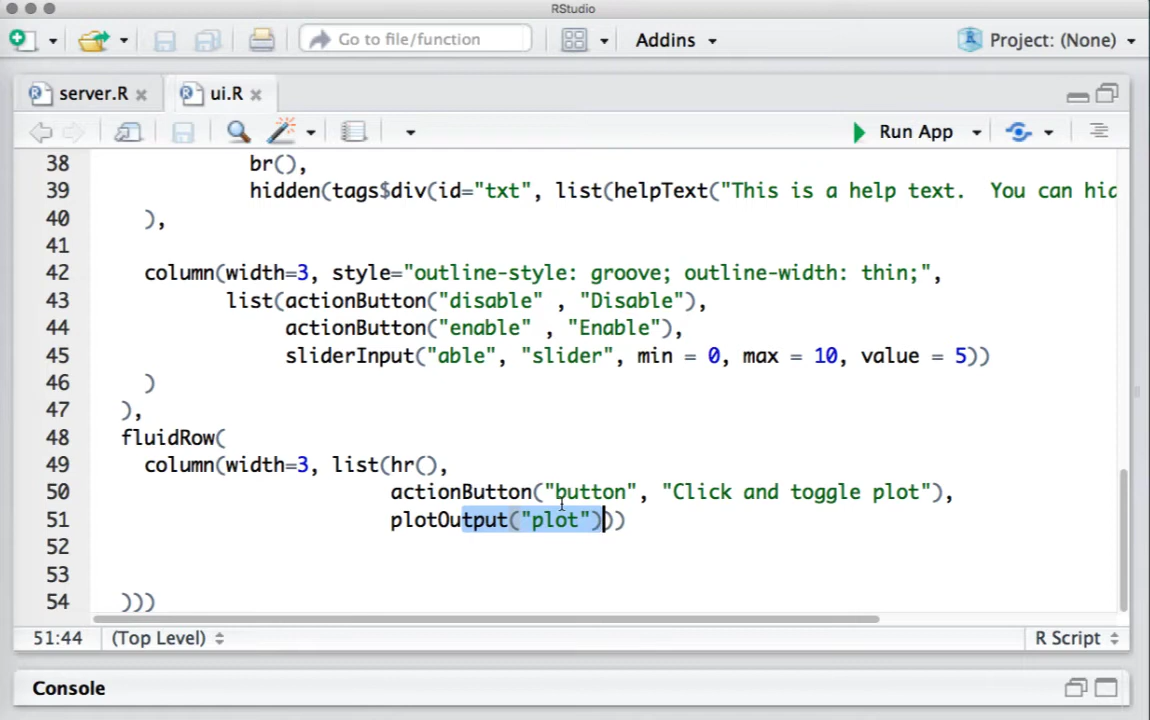 RStudio
Go to file/function
Addins
Project: (None)
server.R
ui.R
Run App
38 br(),
39 hidden(tags$div(id="txt", list(helpText("This is a help text.  You can hid
40 ),
41
42 column(width=3, style="outline-style: groove; outline-width: thin;",
43 list(actionButton("disable" , "Disable"),
44 actionButton("enable" , "Enable"),
45 sliderInput("able", "slider", min = 0, max = 10, value = 5))
46 )
47 ),
48 fluidRow(
49 column(width=3, list(hr(),
50 actionButton("button", "Click and toggle plot"),
51 plotOutput("plot")))
52
53
54 )))
51:44 (Top Level) R Script
Console